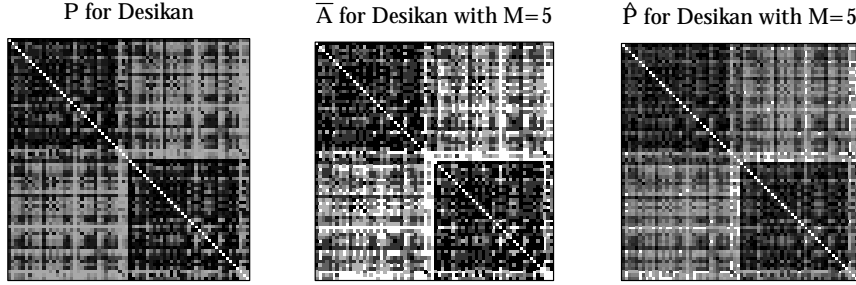 P for Desikan
A̅ for Desikan with M=5
P̂ for Desikan with M=5